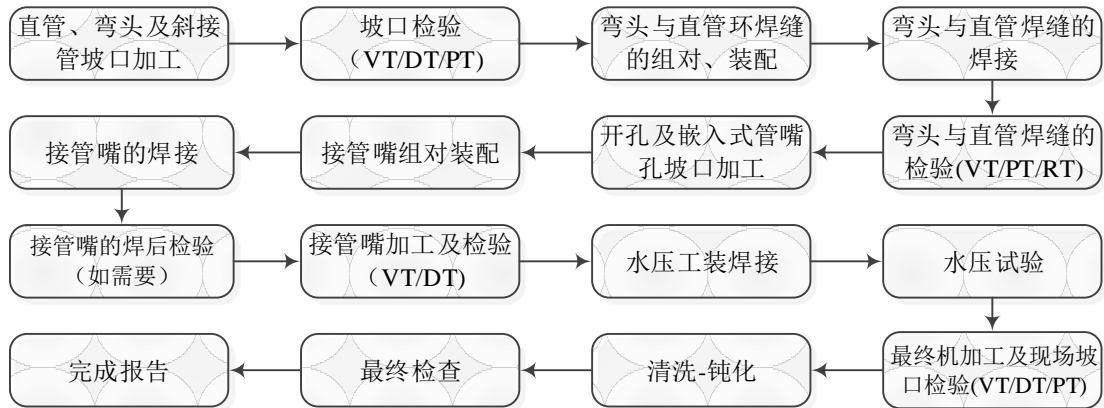 直管、弯头及斜接
管坡口加工
坡口检验
（VT/DT/PT)
弯头与直管环焊缝
的组对、装配
弯头与直管焊缝的
焊接
弯头与直管焊缝的
检验(VT/PT/RT)
开孔及嵌入式管嘴
孔坡口加工
接管嘴组对装配
接管嘴的焊接
接管嘴的焊后检验
（如需要）
接管嘴加工及检验
（VT/DT)
水压工装焊接
水压试验
最终机加工及现场坡
口检验(VT/DT/PT)
清洗-钝化
最终检查
完成报告